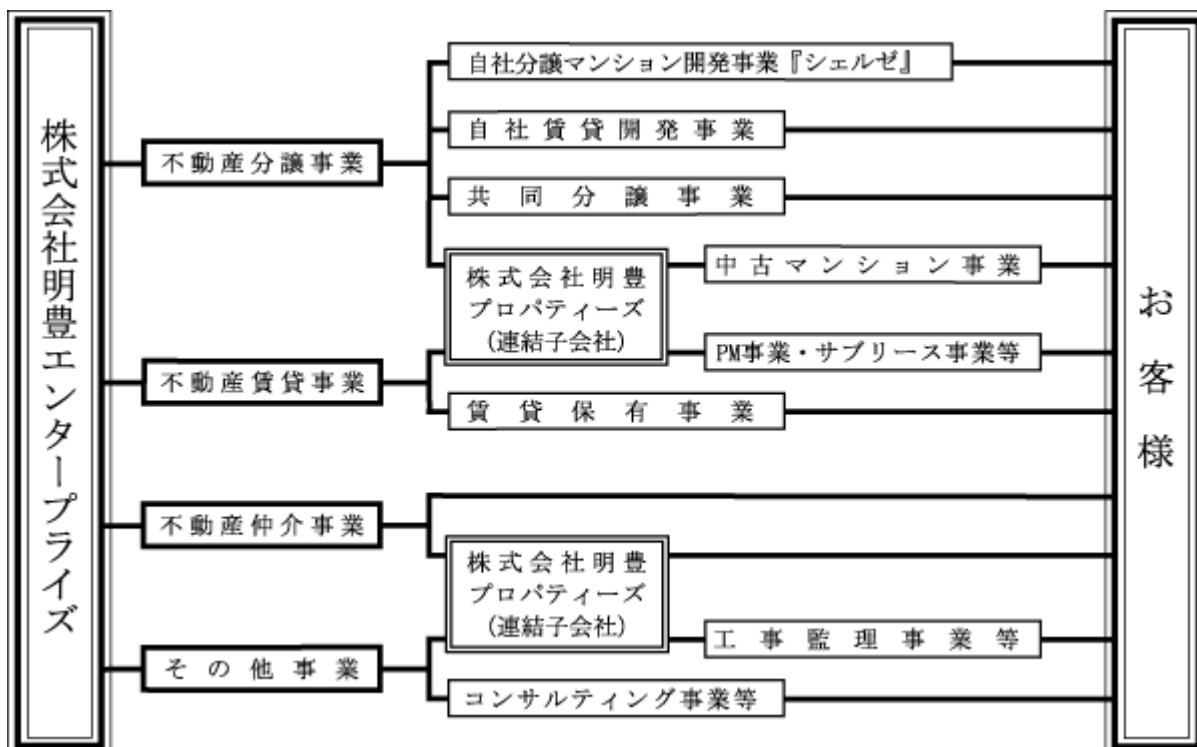 株式会社明豊エンタープライズ
不動産分譲事業
自社分譲マンション開発事業『シェルゼ』
自社賃貸開発事業
共同分譲事業
株式会社明豊
プロパティーズ
(連結子会社)
中古マンション事業
PM事業・サブリース事業等
不動産賃貸事業
賃貸保有事業
不動産仲介事業
株式会社明豊
プロパティーズ
(連結子会社)
工事監理事業等
その他事業
コンサルティング事業等
お客様